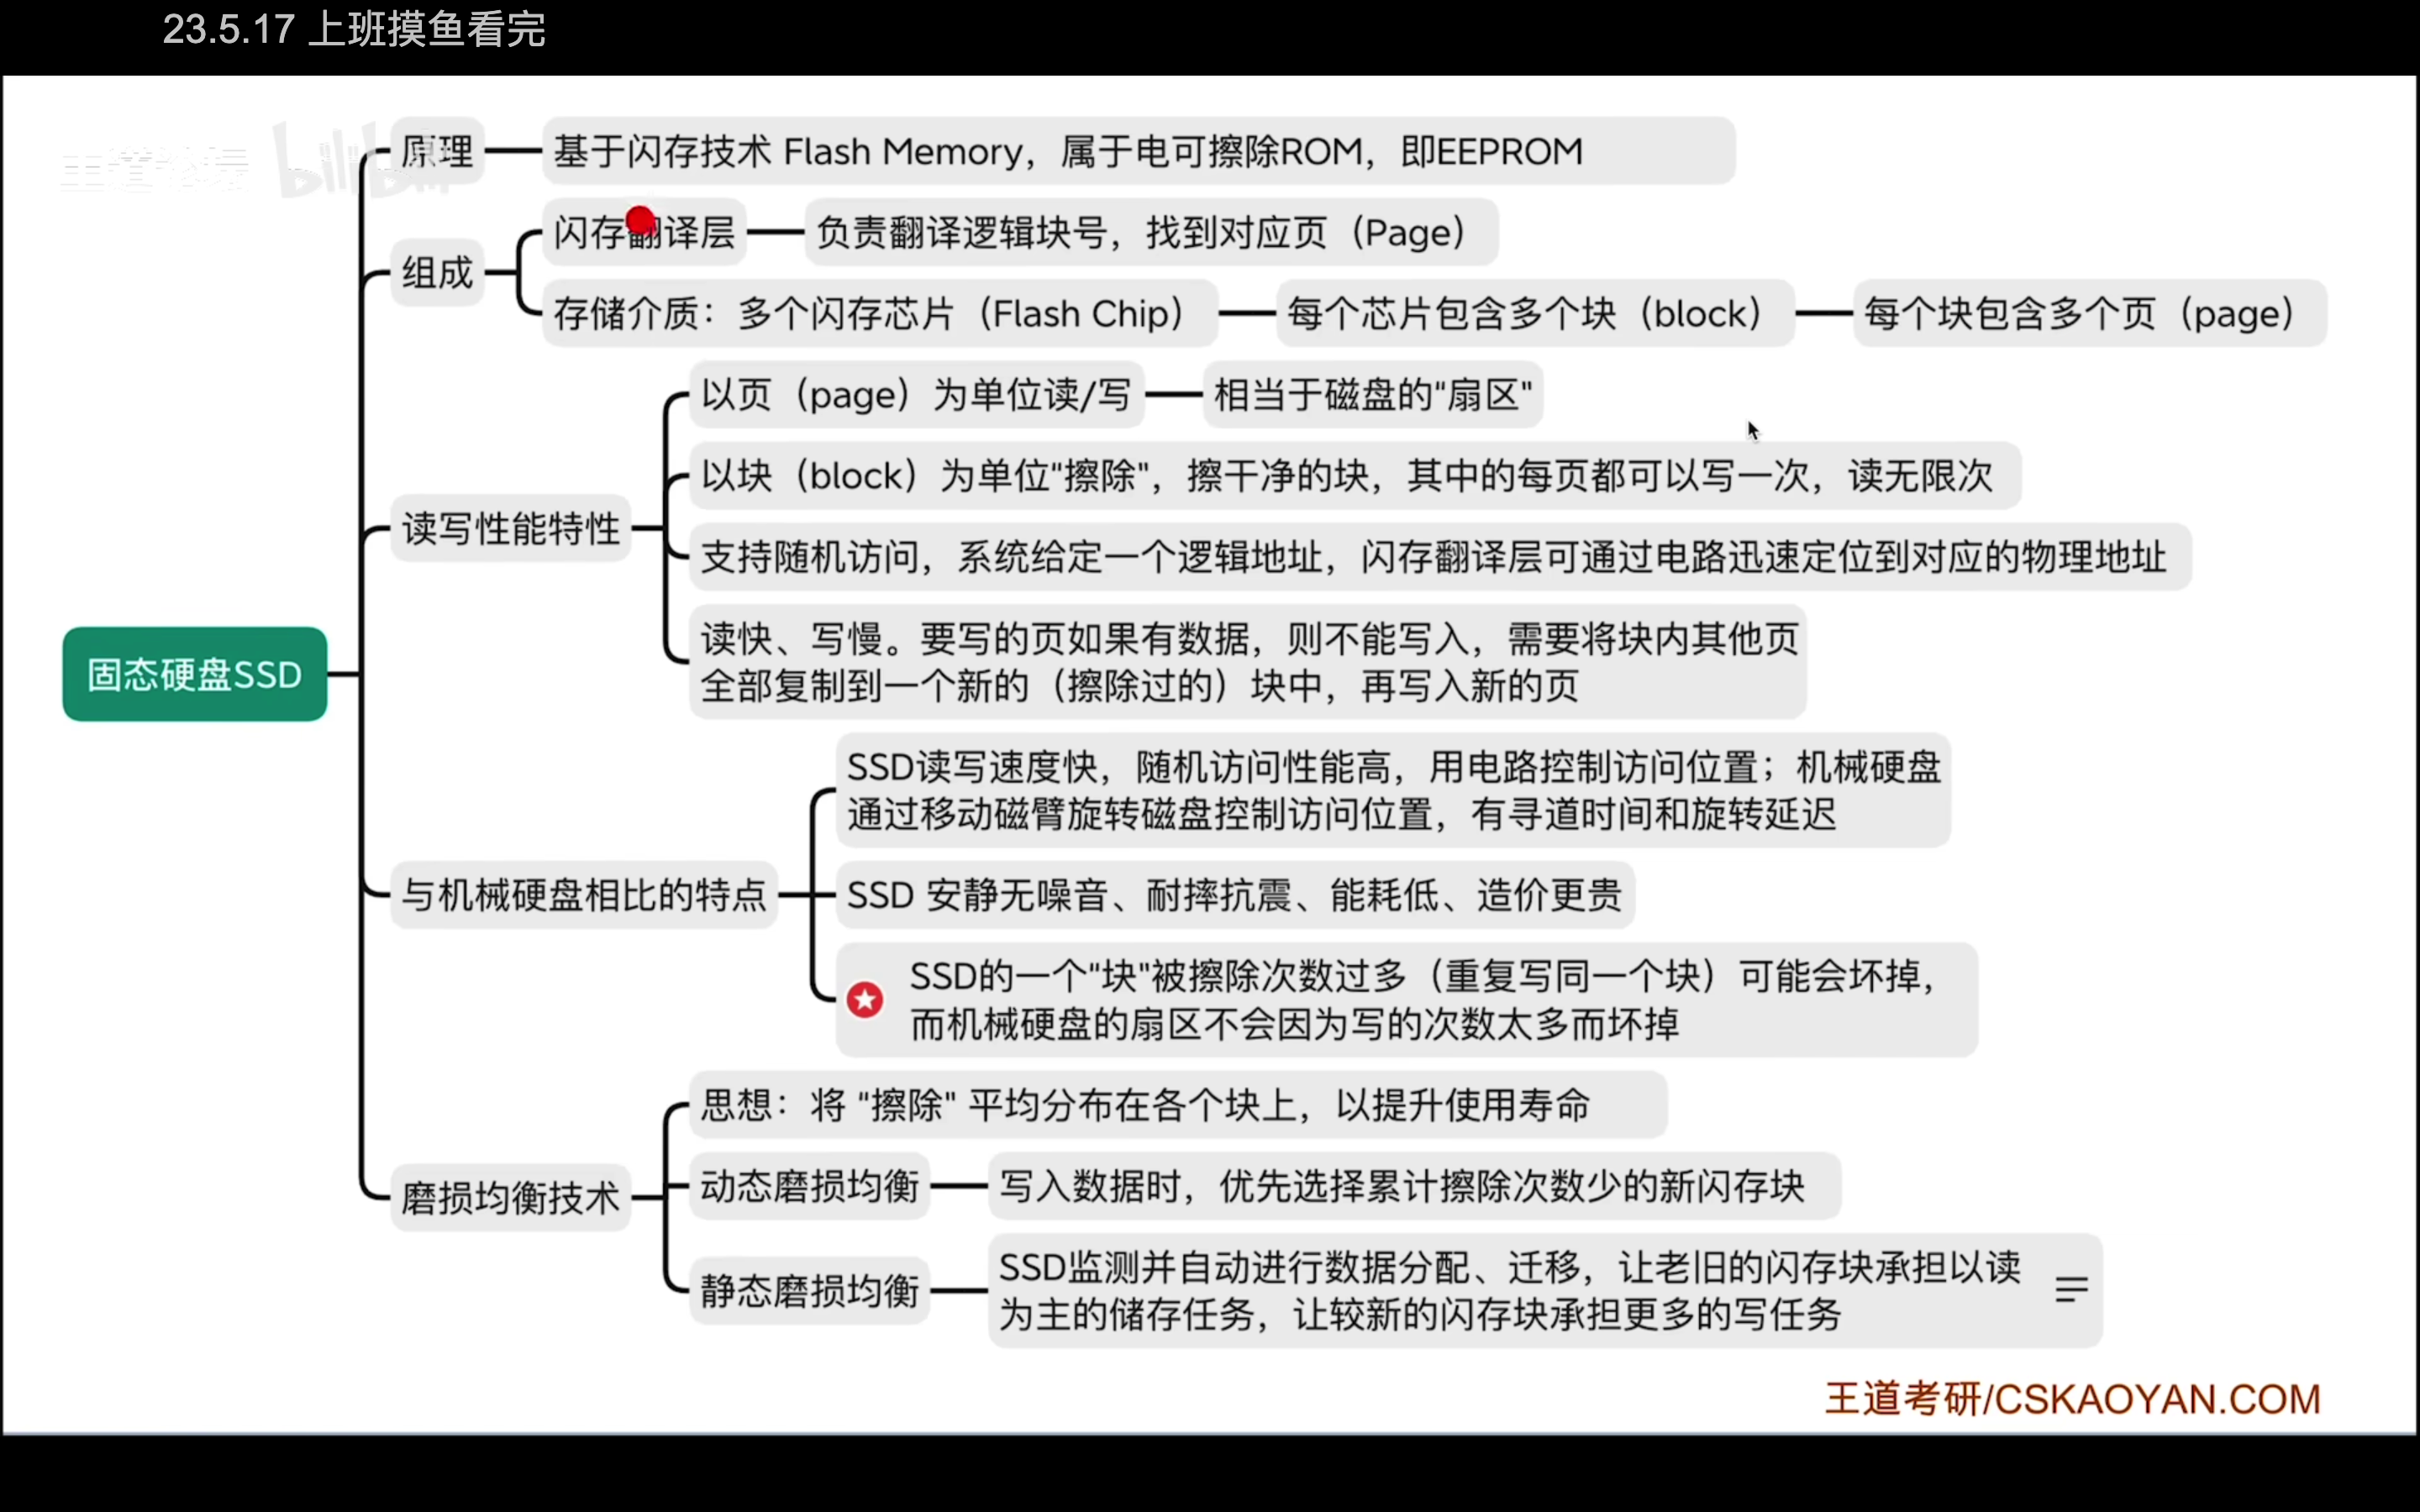 23.5.17 上班摸鱼看完
王道论坛 bilibili
原理
基于闪存技术 Flash Memory，属于电可擦除ROM，即EEPROM
组成
闪存翻译层
负责翻译逻辑块号，找到对应页（Page）
存储介质：多个闪存芯片（Flash Chip）
每个芯片包含多个块（block）
每个块包含多个页（page）
读写性能特性
以页（page）为单位读/写
相当于磁盘的"扇区"
以块（block）为单位"擦除"，擦干净的块，其中的每页都可以写一次，读无限次
支持随机访问，系统给定一个逻辑地址，闪存翻译层可通过电路迅速定位到对应的物理地址
读快、写慢。要写的页如果有数据，则不能写入，需要将块内其他页
全部复制到一个新的（擦除过的）块中，再写入新的页
固态硬盘SSD
与机械硬盘相比的特点
SSD读写速度快，随机访问性能高，用电路控制访问位置；机械硬盘
通过移动磁臂旋转磁盘控制访问位置，有寻道时间和旋转延迟
SSD 安静无噪音、耐摔抗震、能耗低、造价更贵
SSD的一个"块"被擦除次数过多（重复写同一个块）可能会坏掉，
而机械硬盘的扇区不会因为写的次数太多而坏掉
磨损均衡技术
思想：将 "擦除" 平均分布在各个块上，以提升使用寿命
动态磨损均衡
写入数据时，优先选择累计擦除次数少的新闪存块
静态磨损均衡
SSD监测并自动进行数据分配、迁移，让老旧的闪存块承担以读
为主的储存任务，让较新的闪存块承担更多的写任务
王道考研/CSKAOYAN.COM